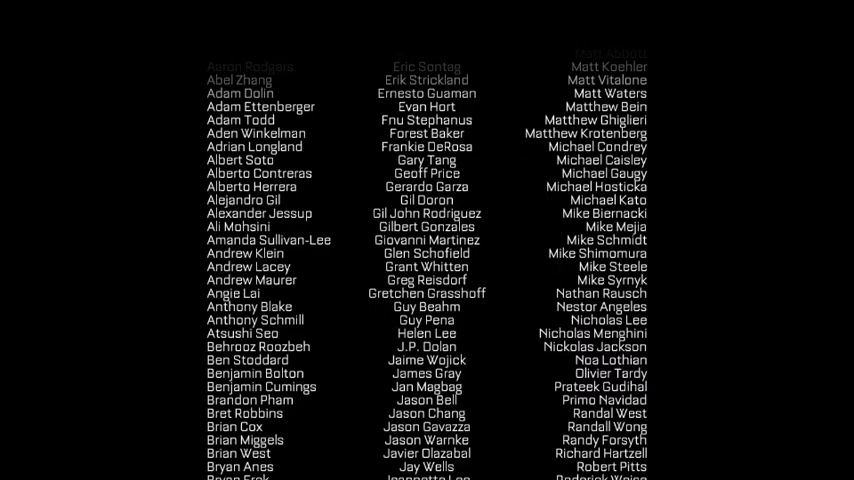 Matt Abbott
Aaron Rodgers Eric Sontag Matt Koehler
Abel Zhang Erik Strickland Matt Vitalone
Adam Dolin Ernesto Guaman Matt Waters
Adam Ettenberger Evan Hort Matthew Bein
Adam Todd Fnu Stephanus Matthew Ghiglieri
Aden Winkelman Forest Baker Matthew Krotenberg
Adrian Longland Frankie DeRosa Michael Condrey
Albert Soto Gary Tang Michael Caisley
Alberto Contreras Geoff Price Michael Gaugy
Alberto Herrera Gerardo Garza Michael Hosticka
Alejandro Gil Gil Doron Michael Kato
Alexander Jessup Gil John Rodriguez Mike Biernacki
Ali Mohsini Gilbert Gonzales Mike Mejia
Amanda Sullivan-Lee Giovanni Martinez Mike Schmidt
Andrew Klein Glen Schofield Mike Shimomura
Andrew Lacey Grant Whitten Mike Steele
Andrew Maurer Greg Reisdorf Mike Syrnyk
Angie Lai Gretchen Grasshoff Nathan Rausch
Anthony Blake Guy Beahm Nestor Angeles
Anthony Schmill Guy Pena Nicholas Lee
Atsushi Seo Helen Lee Nicholas Menghini
Behrooz Roozbeh J.P. Dolan Nickolas Jackson
Ben Stoddard Jaime Wojick Noa Lothian
Benjamin Bolton James Gray Olivier Tardy
Benjamin Cumings Jan Magbag Prateek Gudihal
Brandon Pham Jason Bell Primo Navidad
Bret Robbins Jason Chang Randal West
Brian Cox Jason Gavazza Randall Wong
Brian Miggels Jason Warnke Randy Forsyth
Brian West Javier Olazabal Richard Hartzell
Bryan Anes Jay Wells Robert Pitts
Bryan